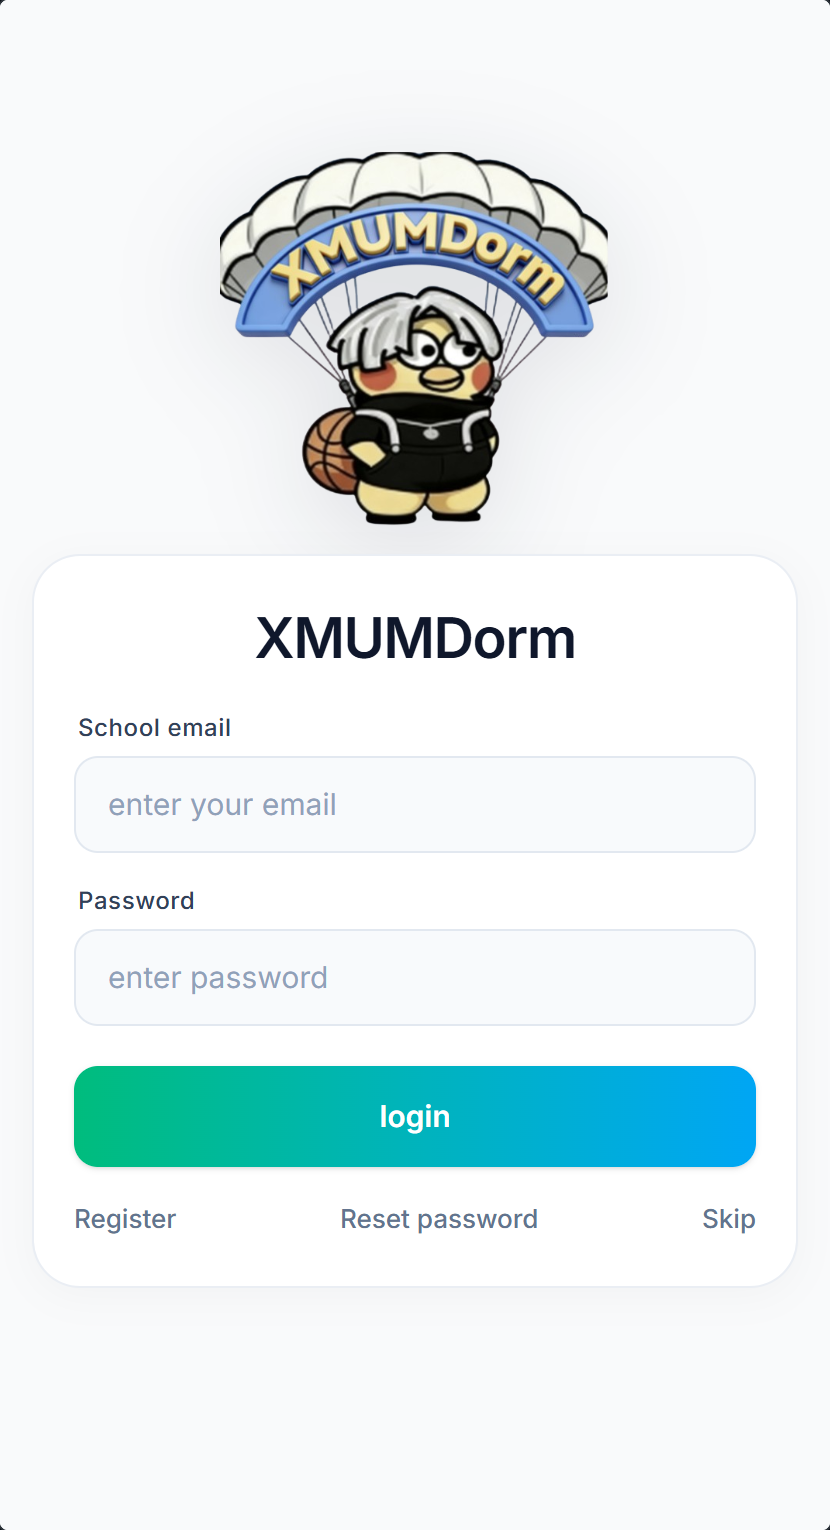 XMUMDorm
XMUMDorm
School email
enter your email
Password
enter password
login
Register Reset password Skip